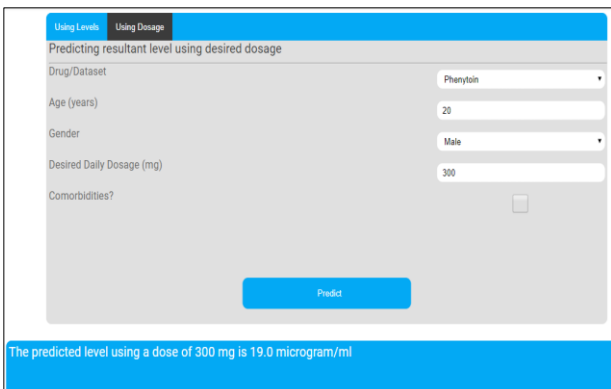 Using Levels Using Dosage
Predicting resultant level using desired dosage
Drug/Dataset Phenytoin
Age (years) 20
Gender Male
Desired Daily Dosage (mg) 300
Comorbidities?
Predict
The predicted level using a dose of 300 mg is 19.0 microgram/ml